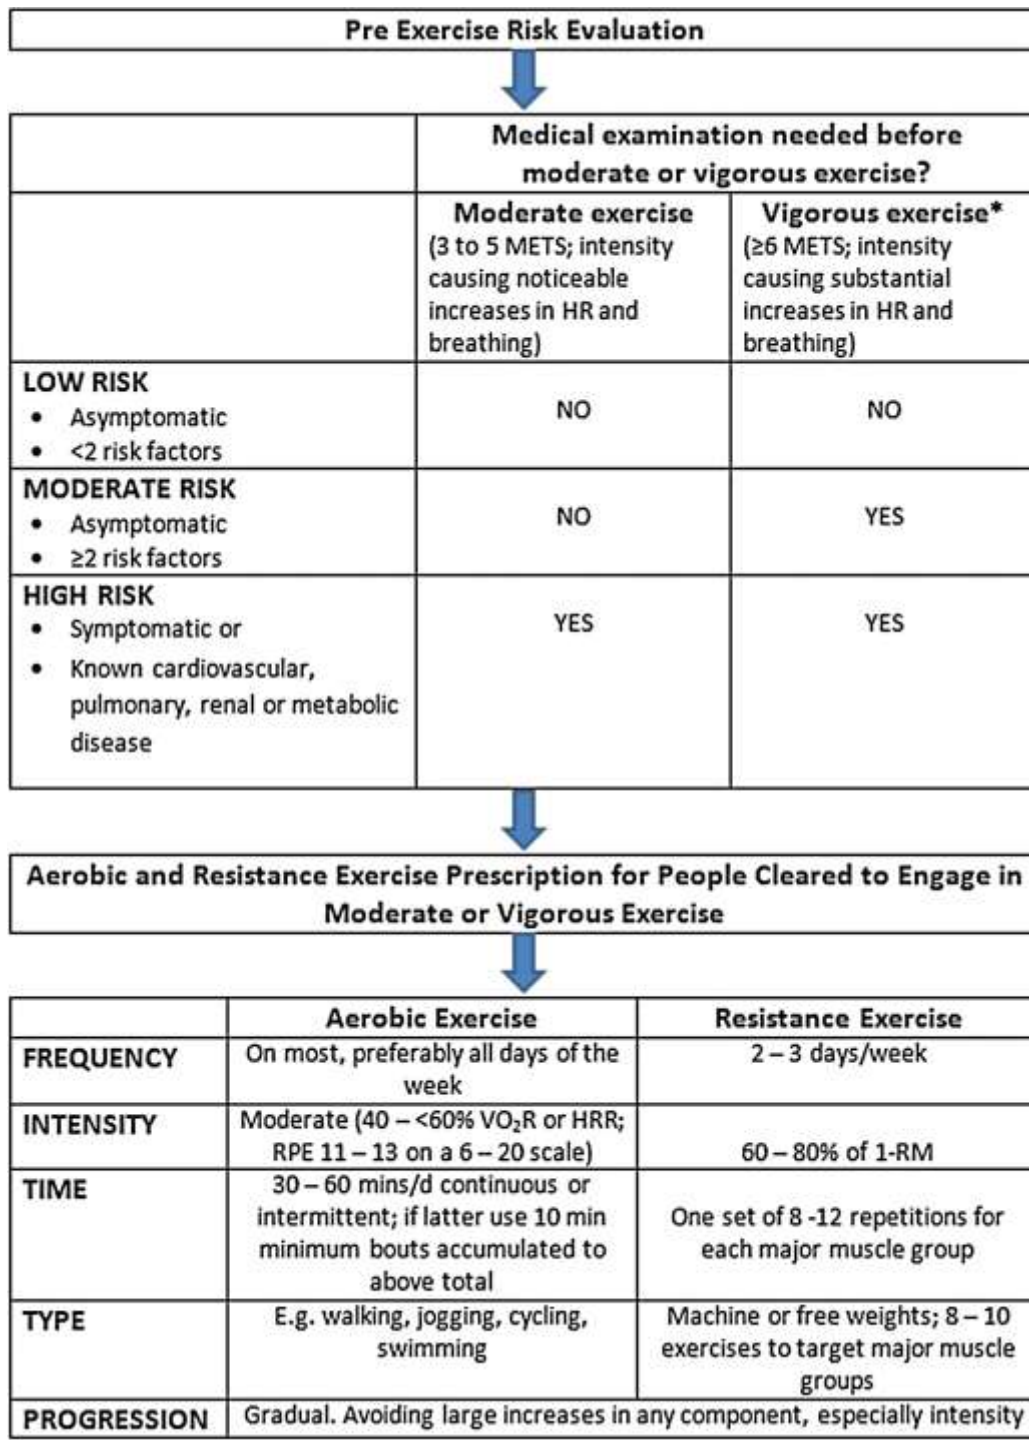 Pre Exercise Risk Evaluation
Medical examination needed before
moderate or vigorous exercise?
Moderate exercise
(3 to 5 METS; intensity
causing noticeable
increases in HR and
breathing)
Vigorous exercise*
(≥6 METS; intensity
causing substantial
increases in HR and
breathing)
LOW RISK
• Asymptomatic
• <2 risk factors
NO
NO
MODERATE RISK
• Asymptomatic
• ≥2 risk factors
NO
YES
HIGH RISK
• Symptomatic or
• Known cardiovascular,
pulmonary, renal or metabolic
disease
YES
YES
Aerobic and Resistance Exercise Prescription for People Cleared to Engage in
Moderate or Vigorous Exercise
Aerobic Exercise
Resistance Exercise
FREQUENCY
On most, preferably all days of the
week
2 – 3 days/week
INTENSITY
Moderate (40 – <60% VO₂R or HRR;
RPE 11 – 13 on a 6 – 20 scale)
60 – 80% of 1-RM
TIME
30 – 60 mins/d continuous or
intermittent; if latter use 10 min
minimum bouts accumulated to
above total
One set of 8 -12 repetitions for
each major muscle group
TYPE
E.g. walking, jogging, cycling,
swimming
Machine or free weights; 8 – 10
exercises to target major muscle
groups
PROGRESSION
Gradual. Avoiding large increases in any component, especially intensity